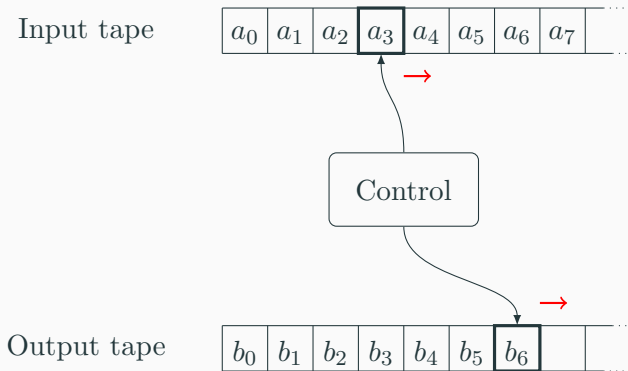 Input tape a₀ a₁ a₂ a₃ a₄ a₅ a₆ a₇
Control
Output tape b₀ b₁ b₂ b₃ b₄ b₅ b₆